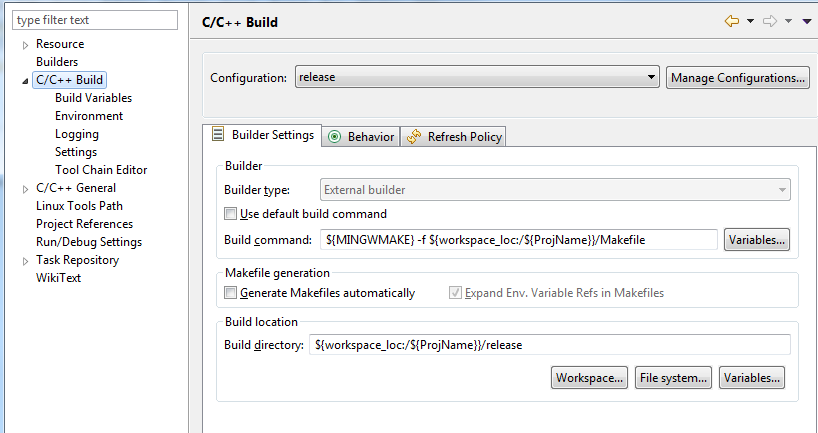 type filter text
Resource
Builders
C/C++ Build
Build Variables
Environment
Logging
Settings
Tool Chain Editor
C/C++ General
Linux Tools Path
Project References
Run/Debug Settings
Task Repository
WikiText
C/C++ Build
Configuration: release Manage Configurations...
Builder Settings Behavior Refresh Policy
Builder
Builder type: External builder
Use default build command
Build command: ${MINGWMAKE} -f ${workspace_loc:/${ProjName}}/Makefile Variables...
Makefile generation
Generate Makefiles automatically Expand Env. Variable Refs in Makefiles
Build location
Build directory: ${workspace_loc:/${ProjName}}/release
Workspace... File system... Variables...